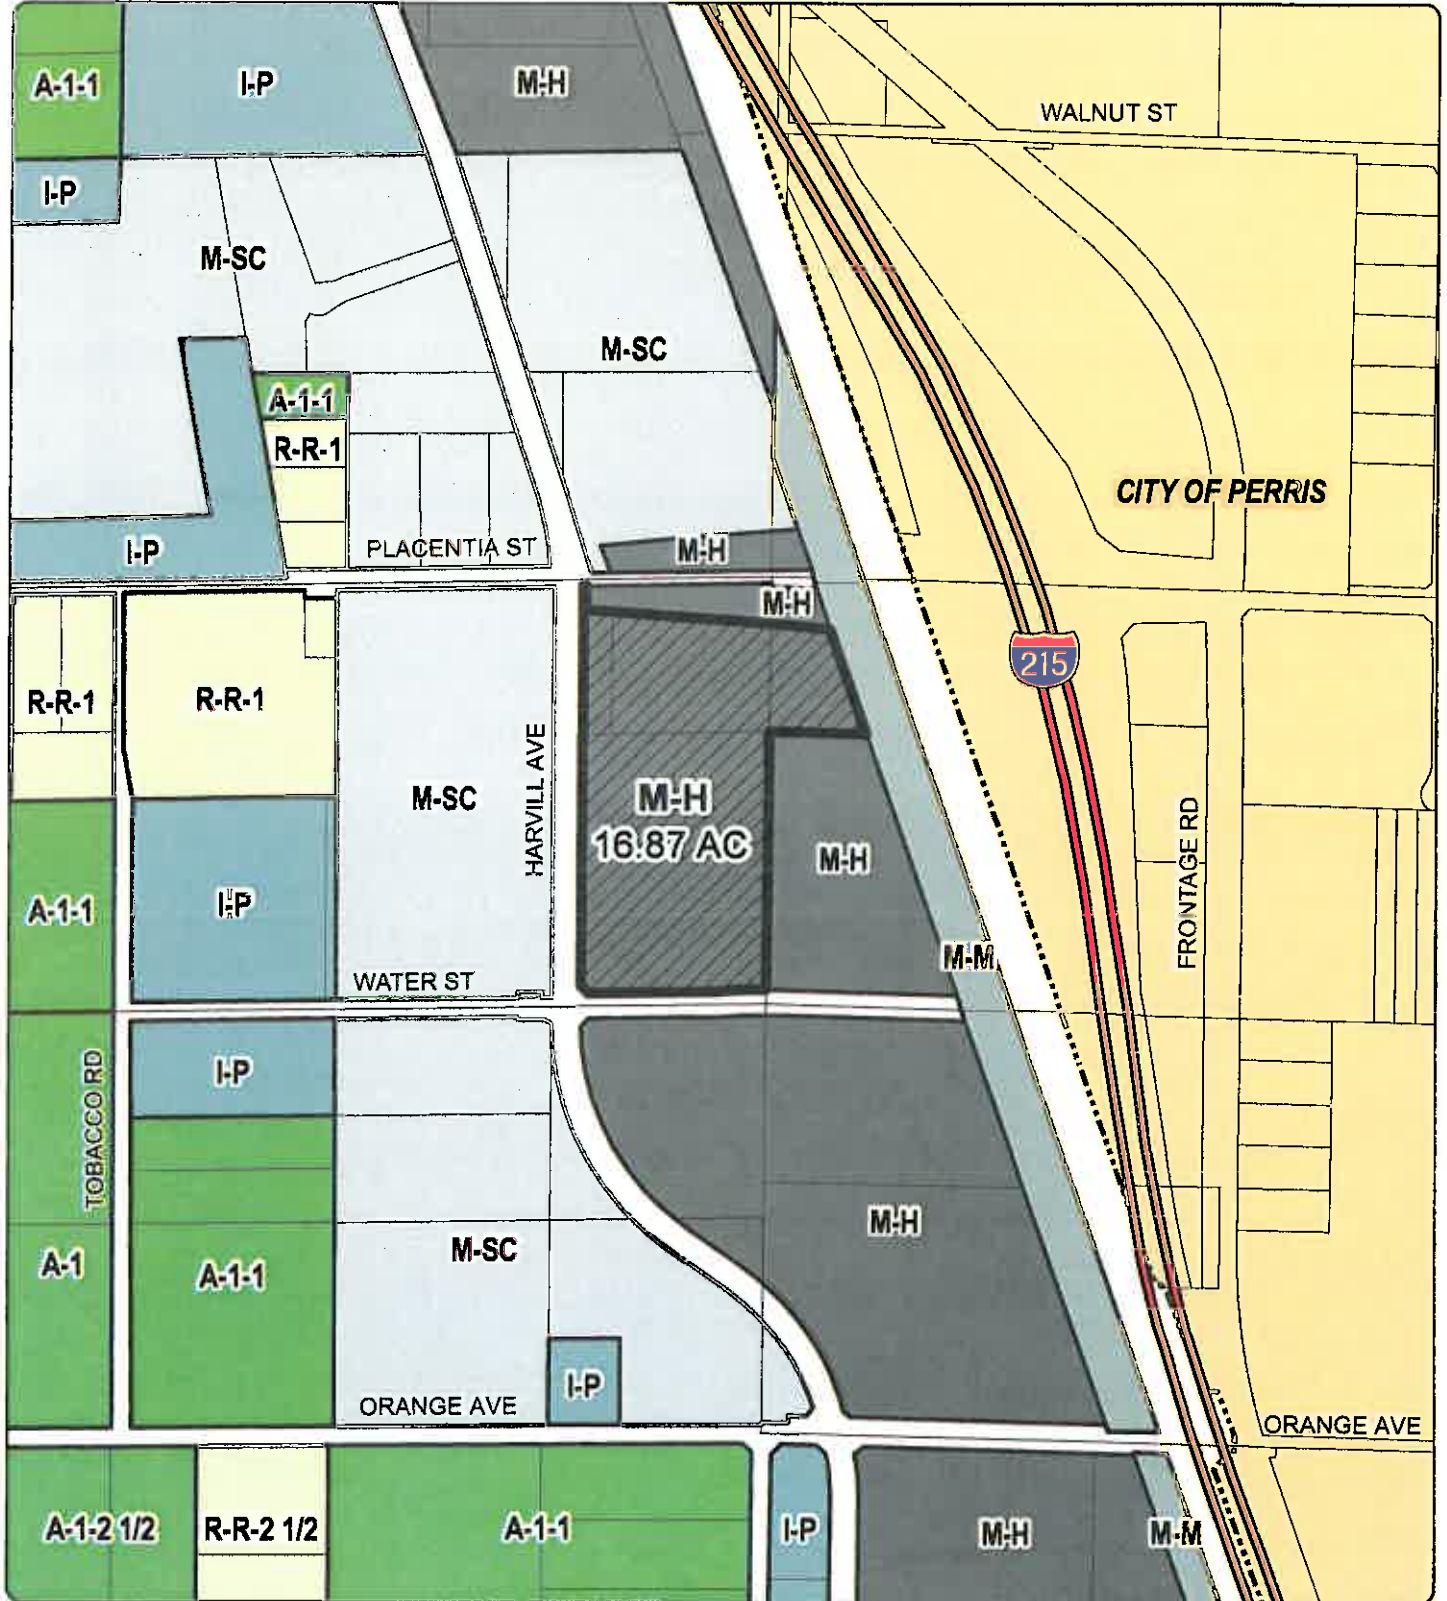 A-1-1
I-P
M-H
WALNUT ST
I-P
M-SC
M-SC
A-1-1
R-R-1
CITY OF PERRIS
I-P
PLACENTIA ST
M-H
M-H
215
R-R-1
R-R-1
M-SC
HARVILL AVE
M-H
16.87 AC
M-H
FRONTAGE RD
A-1-1
I-P
M-M
WATER ST
I-P
TOBACCO RD
M-H
A-1
A-1-1
M-SC
I-P
ORANGE AVE
ORANGE AVE
A-1-2 1/2
R-R-2 1/2
A-1-1
I-P
M-H
M-M